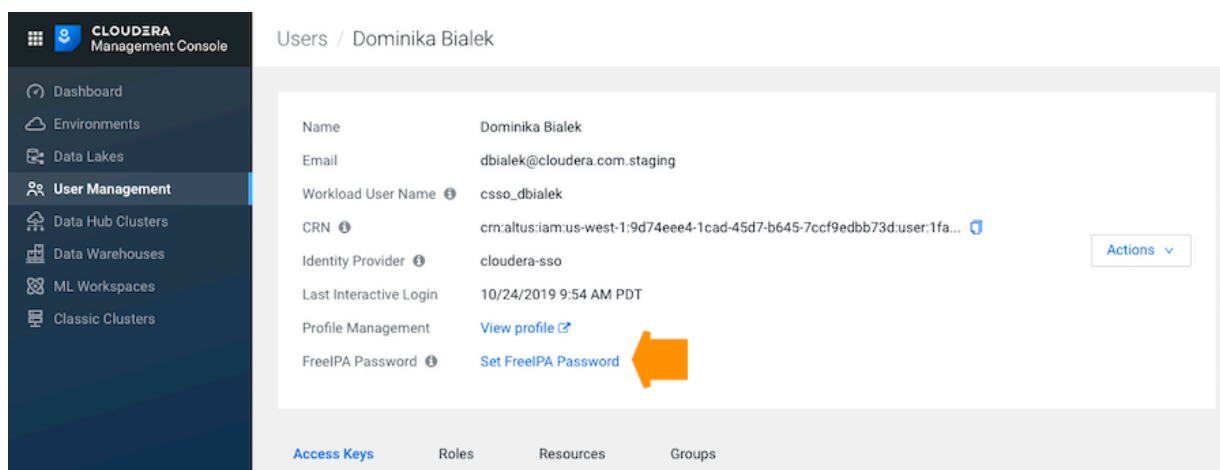 CLOUDERA
Management Console
Users / Dominika Bialek
Dashboard
Environments
Data Lakes
User Management
Data Hub Clusters
Data Warehouses
ML Workspaces
Classic Clusters
Name Dominika Bialek
Email dbialek@cloudera.com.staging
Workload User Name csso_dbialek
CRN crn:altus:iam:us-west-1:9d74eee4-1cad-45d7-b645-7ccf9edbb73d:user:1fa...
Identity Provider cloudera-sso
Last Interactive Login 10/24/2019 9:54 AM PDT
Profile Management View profile
FreeIPA Password Set FreeIPA Password
Actions
Access Keys Roles Resources Groups